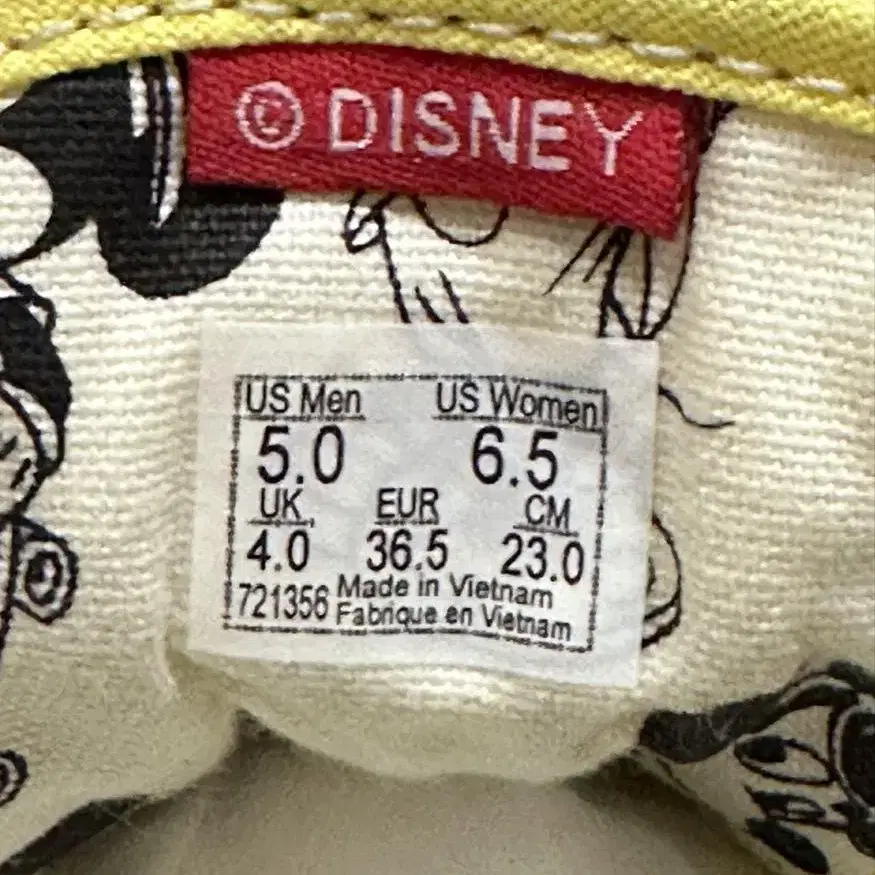 © DISNEY
US Men US Women
5.0 6.5
UK EUR CM
4.0 36.5 23.0
721356 Made in Vietnam
Fabrique en Vietnam